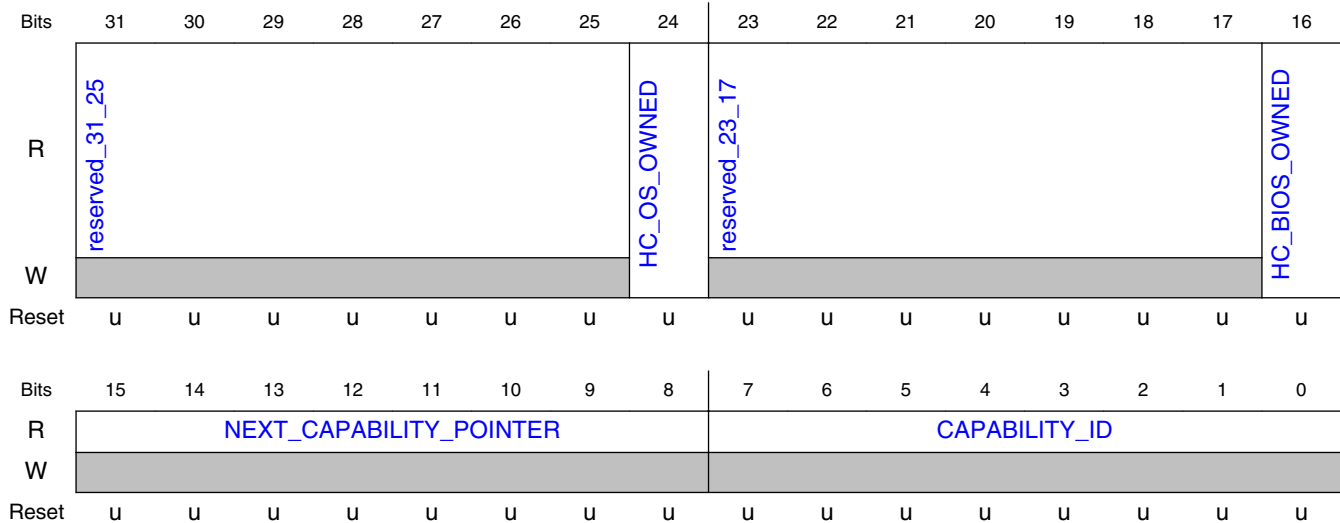 Bits 31 30 29 28 27 26 25 24 23 22 21 20 19 18 17 16
R reserved_31_25 HC_OS_OWNED reserved_23_17 HC_BIOS_OWNED
W
Reset u u u u u u u u u u u u u u u u
Bits 15 14 13 12 11 10 9 8 7 6 5 4 3 2 1 0
R NEXT_CAPABILITY_POINTER CAPABILITY_ID
W
Reset u u u u u u u u u u u u u u u u